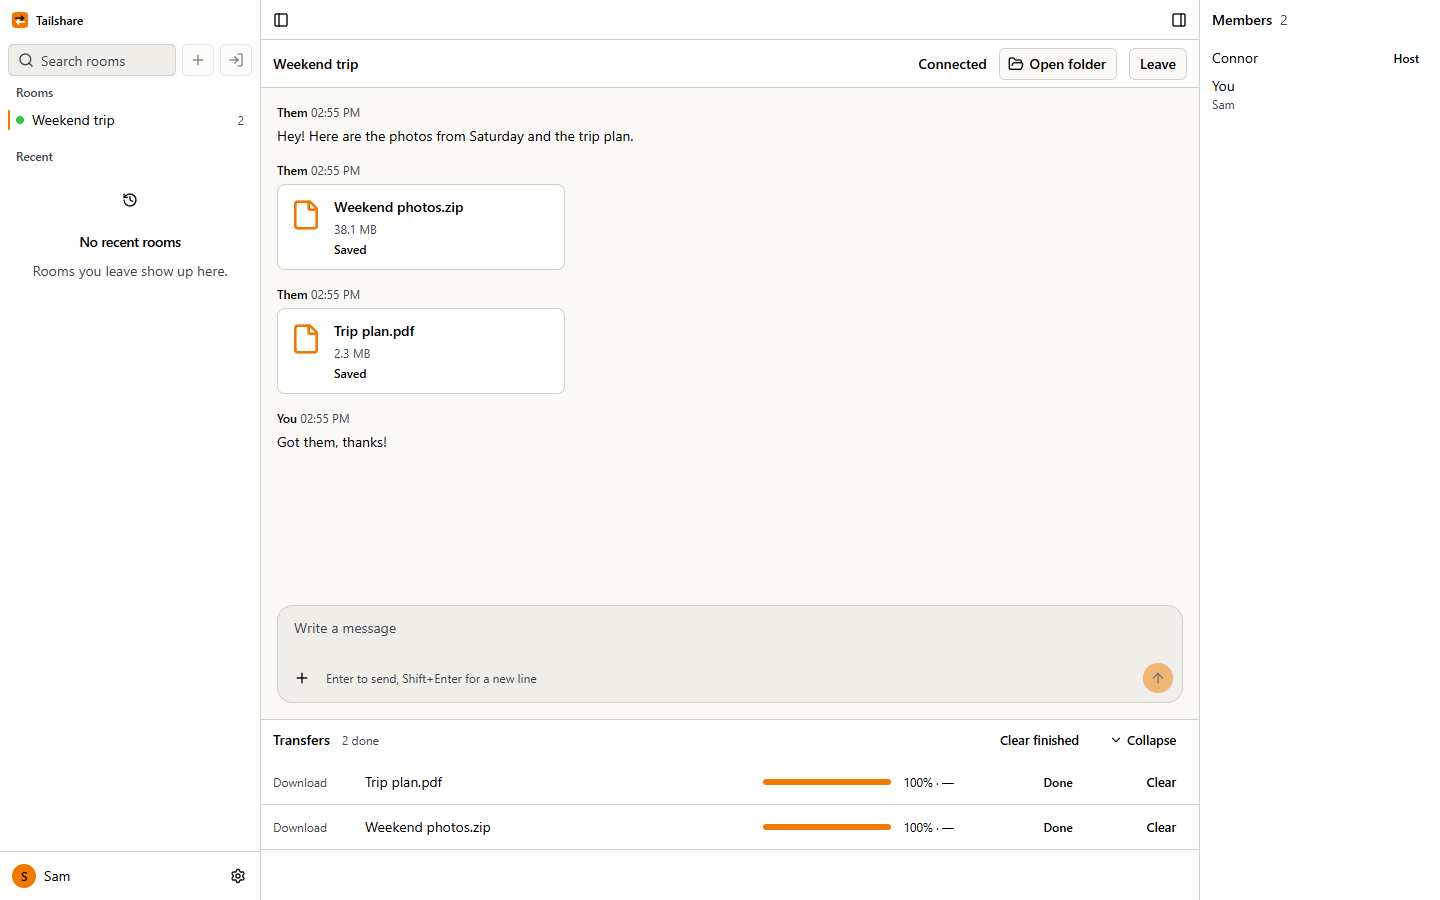 Tailshare
Search rooms
Rooms
Weekend trip 2
Recent
No recent rooms
Rooms you leave show up here.
S Sam
Weekend trip Connected Open folder Leave
Them 02:55 PM
Hey! Here are the photos from Saturday and the trip plan.
Them 02:55 PM
Weekend photos.zip
38.1 MB
Saved
Them 02:55 PM
Trip plan.pdf
2.3 MB
Saved
You 02:55 PM
Got them, thanks!
Write a message
Enter to send, Shift+Enter for a new line
Transfers 2 done Clear finished Collapse
Download Trip plan.pdf 100% · — Done Clear
Download Weekend photos.zip 100% · — Done Clear
Members 2
Connor Host
You
Sam